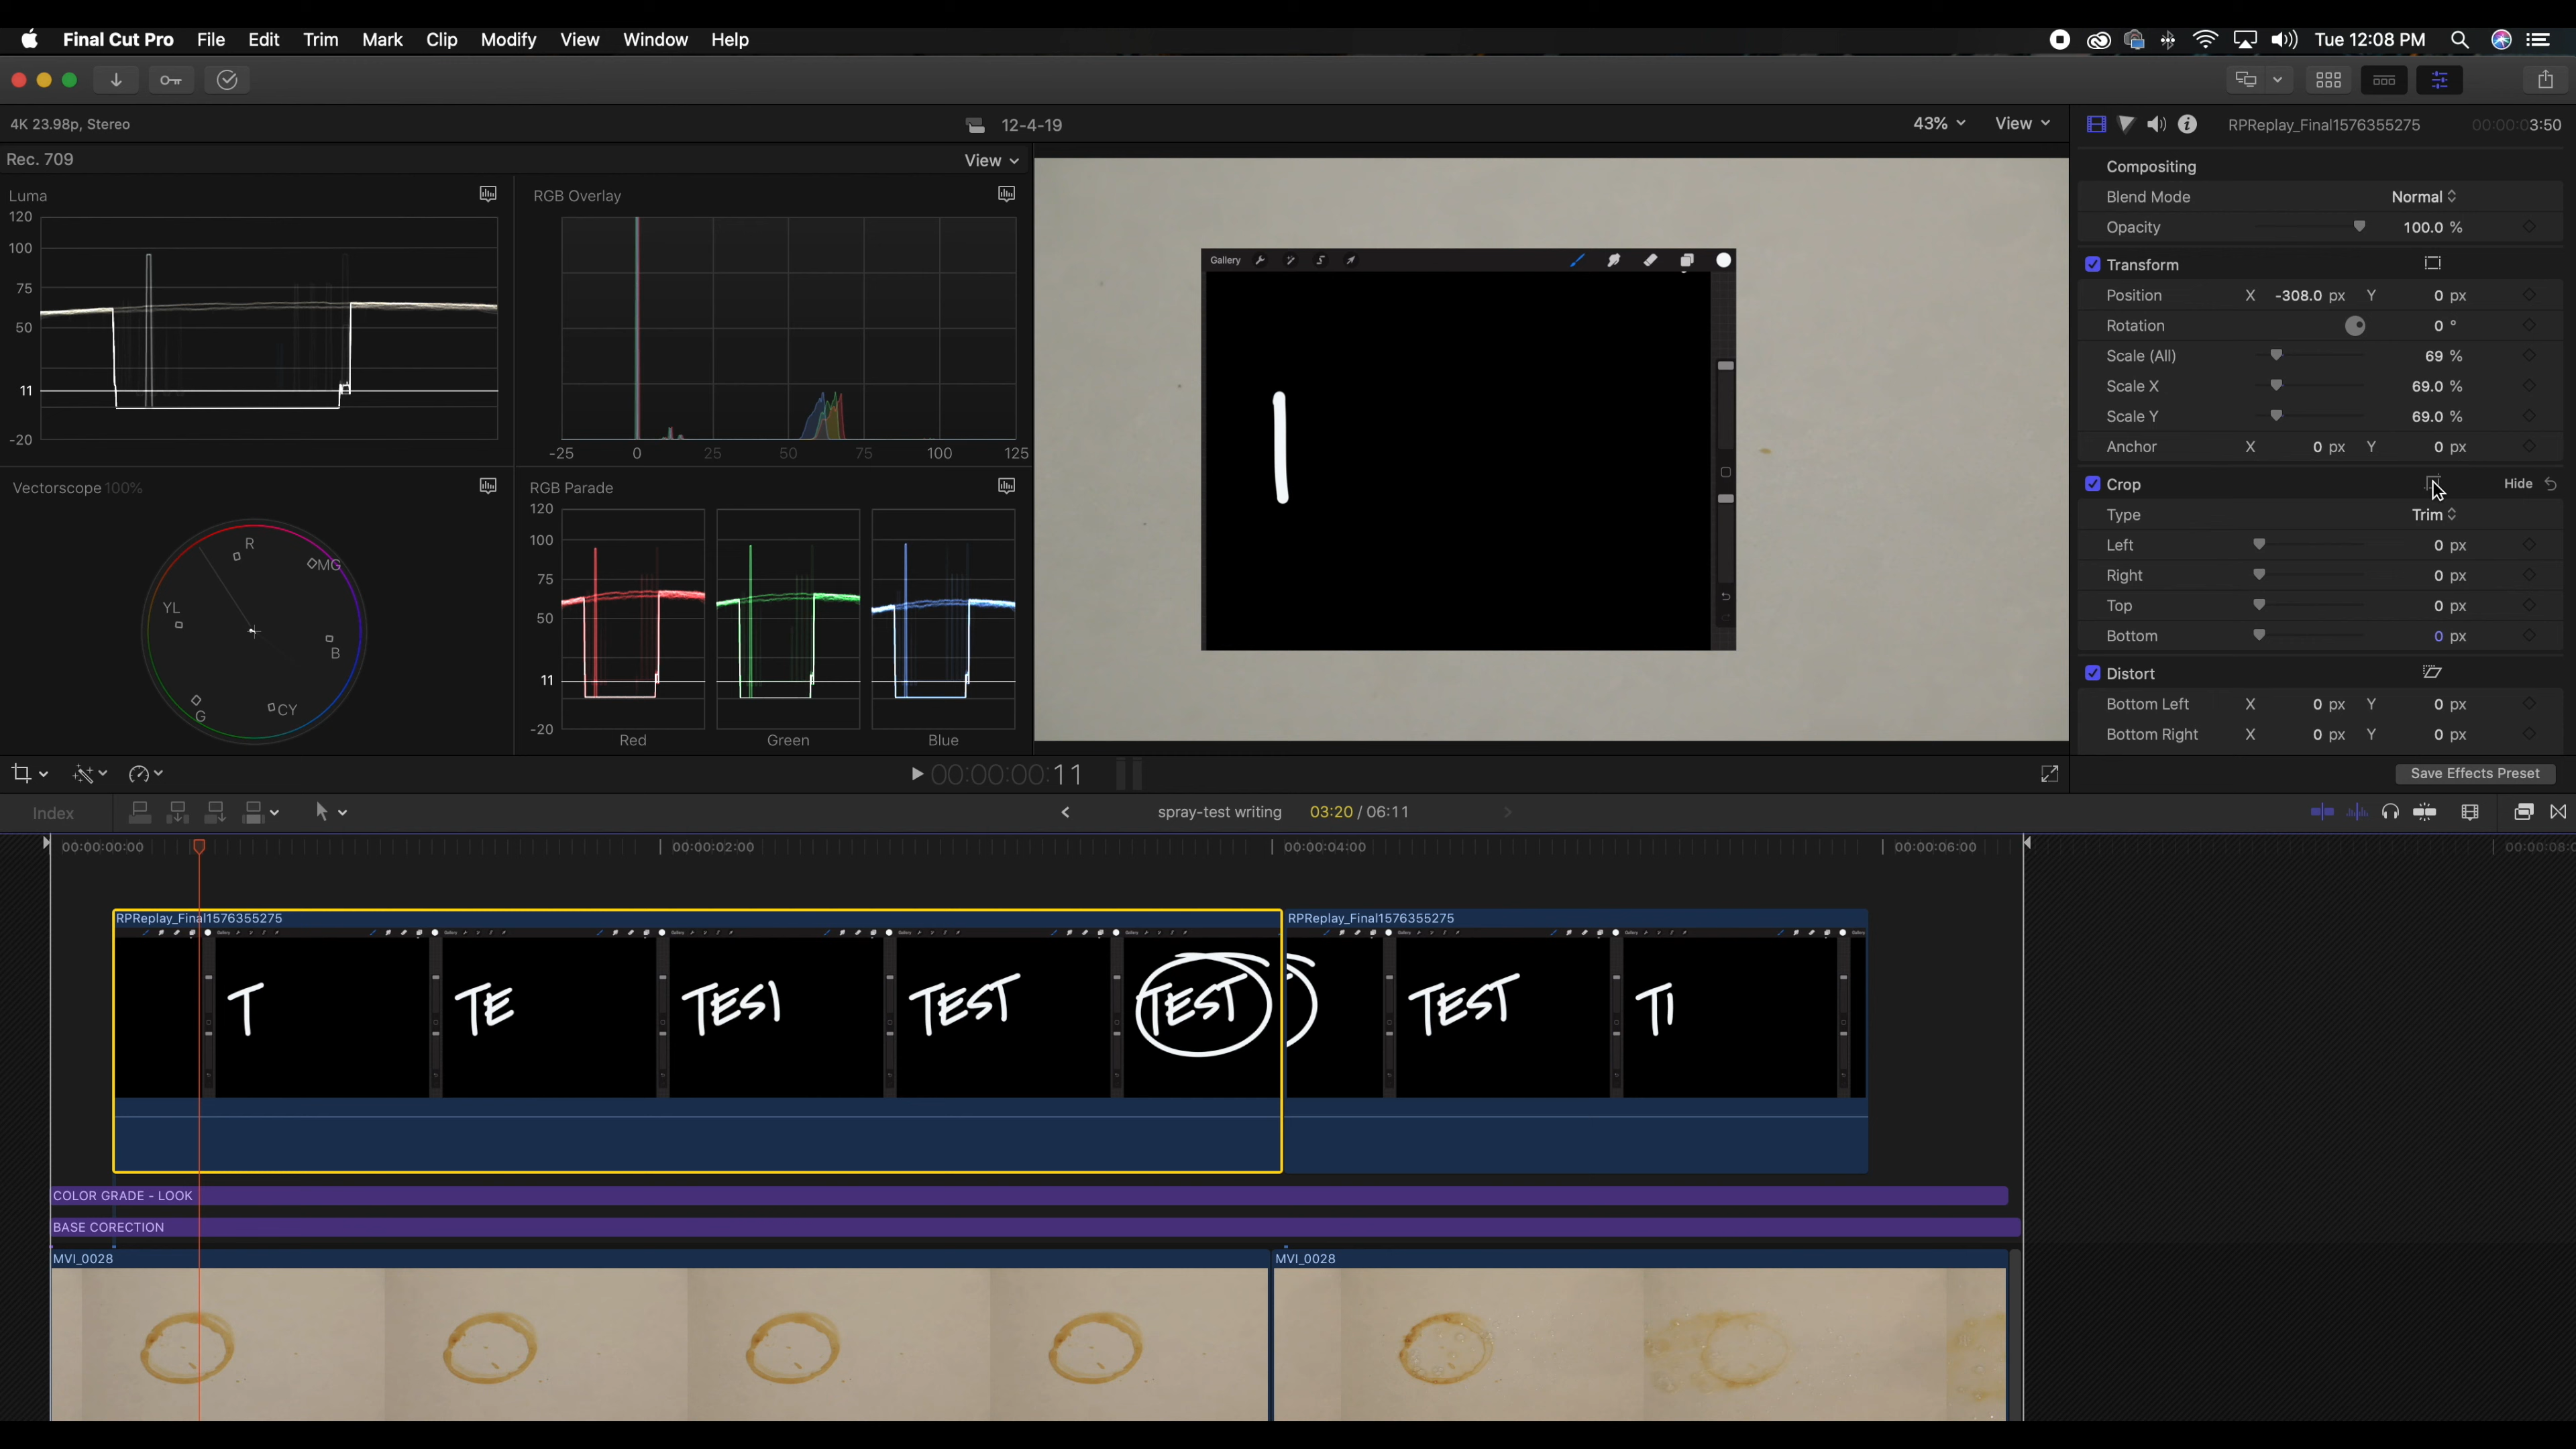 Final Cut Pro File Edit Trim Mark Clip Modify View Window Help Tue 12:08 PM
4K 23.98p, Stereo 12-4-19 43% View RPReplay_Final1576355275 00:00:03:50
Rec. 709 View
Compositing
Luma RGB Overlay Blend Mode Normal
120
100
75
50
11
-20
-25 0 25 50 75 100 125
Opacity 100.0 %
Gallery
Transform
Position X -308.0 px Y 0 px
Rotation 0 °
Scale (All) 69 %
Scale X 69.0 %
Scale Y 69.0 %
Anchor X 0 px Y 0 px
Vectorscope 100% RGB Parade
R
MG
YL
B
G
CY
120
100
75
50
11
-20
Red Green Blue
Crop Hide
Type Trim
Left 0 px
Right 0 px
Top 0 px
Bottom 0 px
Distort
Bottom Left X 0 px Y 0 px
Bottom Right X 0 px Y 0 px
00:00:00:11 Save Effects Preset
Index spray-test writing 03:20 / 06:11
00:00:00:00 00:00:02:00 00:00:04:00 00:00:06:00
RPReplay_Final1576355275 RPReplay_Final1576355275
T TE TESI TEST TEST TEST TI
COLOR GRADE - LOOK
BASE CORECTION
MVI_0028 MVI_0028